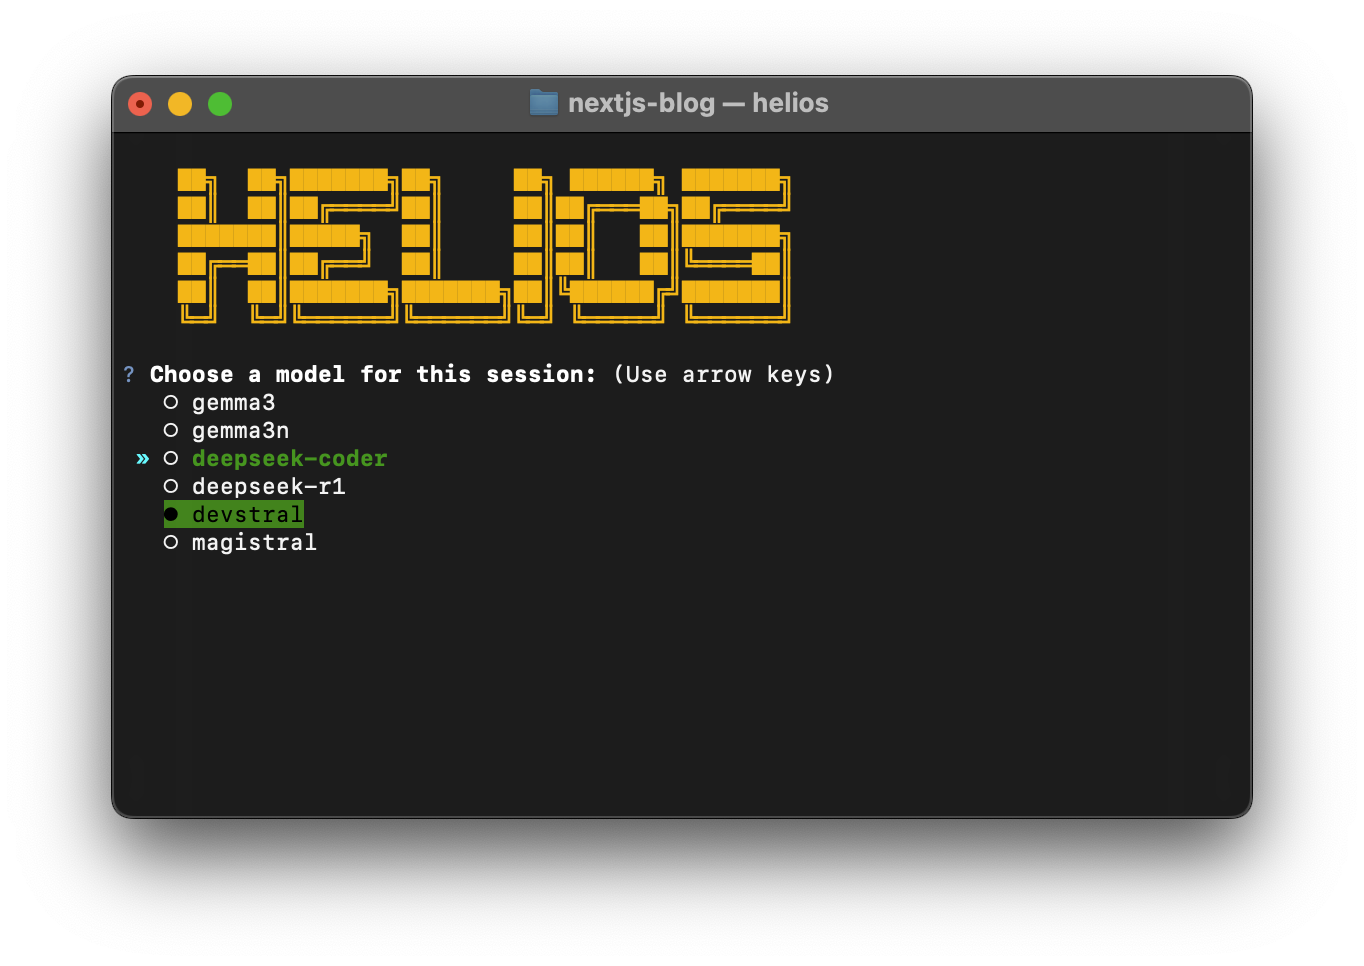 nextjs-blog — helios
HELIOS
? Choose a model for this session: (Use arrow keys)
○ gemma3
○ gemma3n
» ○ deepseek-coder
○ deepseek-r1
● devstral
○ magistral